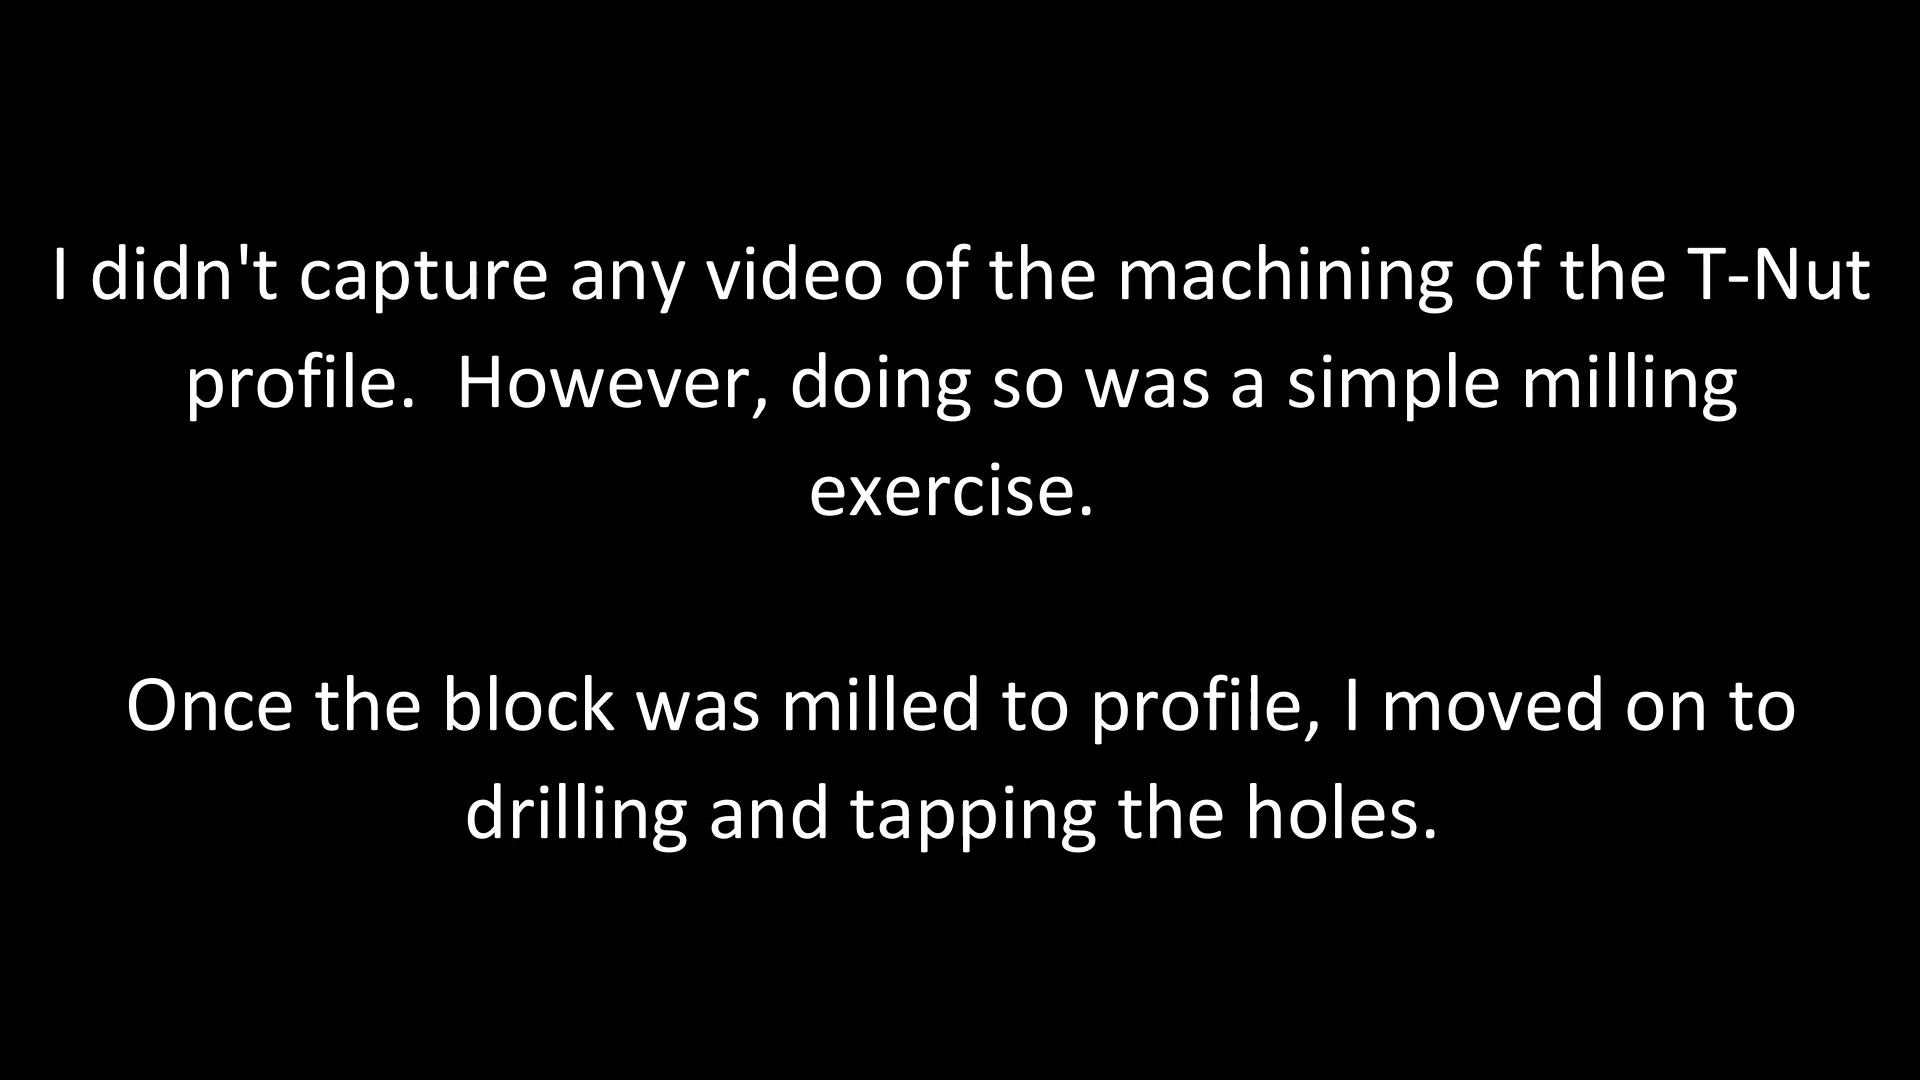 I didn't capture any video of the machining of the T-Nut
profile.  However, doing so was a simple milling
exercise.
Once the block was milled to profile, I moved on to
drilling and tapping the holes.